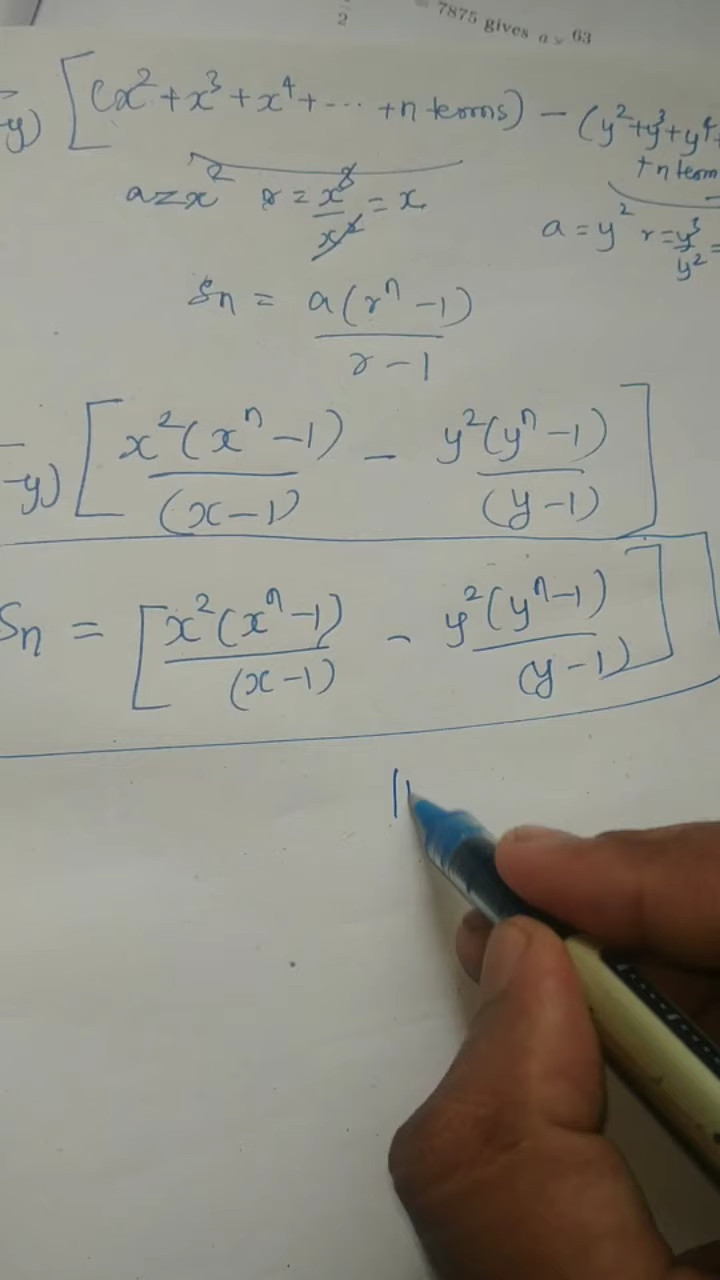 2 = 7875 gives a = 63
-y) [(x² + x³ + x⁴ + ... + n terms) - (y² + y³ + y⁴ +
+ n term
a = x² r = x³/x² = x
a = y² r = y³/y² =
Sn = a(rⁿ - 1)/r - 1
-y) [x²(xⁿ - 1)/(x - 1) - y²(yⁿ - 1)/(y - 1)]
Sn = [x²(xⁿ - 1)/(x - 1) - y²(yⁿ - 1)/(y - 1)]